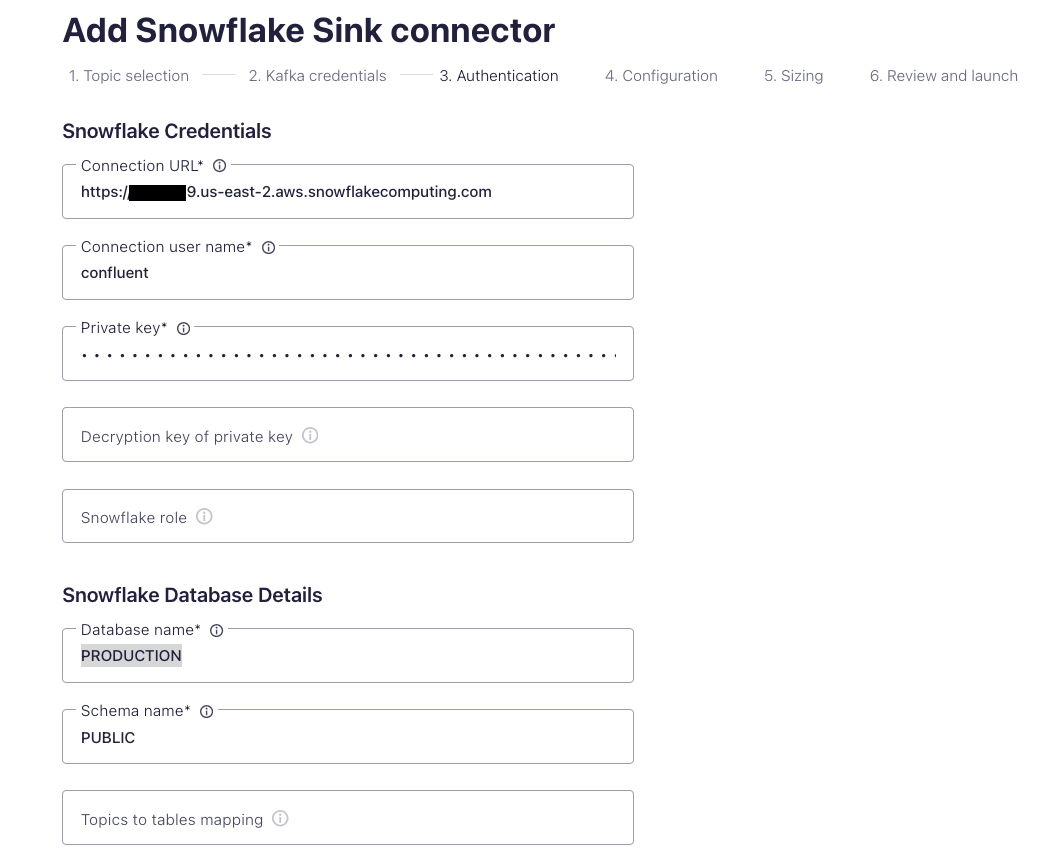 Add Snowflake Sink connector
1. Topic selection 2. Kafka credentials 3. Authentication 4. Configuration 5. Sizing 6. Review and launch
Snowflake Credentials
Connection URL*
https://9.us-east-2.aws.snowflakecomputing.com
Connection user name*
confluent
Private key*
Decryption key of private key
Snowflake role
Snowflake Database Details
Database name*
PRODUCTION
Schema name*
PUBLIC
Topics to tables mapping